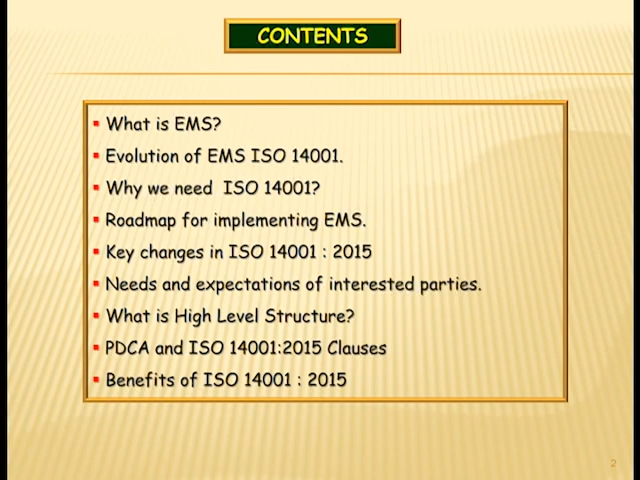 CONTENTS
▪ What is EMS?
▪ Evolution of EMS ISO 14001.
▪ Why we need  ISO 14001?
▪ Roadmap for implementing EMS.
▪ Key changes in ISO 14001 : 2015
▪ Needs and expectations of interested parties.
▪ What is High Level Structure?
▪ PDCA and ISO 14001:2015 Clauses
▪ Benefits of ISO 14001 : 2015
2